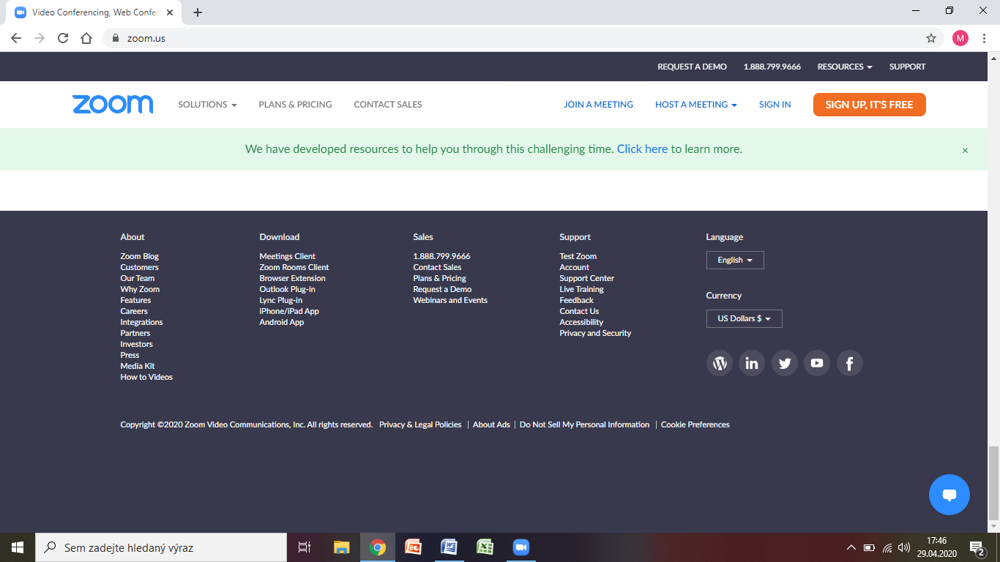 Video Conferencing, Web Confer
zoom.us
M
REQUEST A DEMO 1.888.799.9666 RESOURCES SUPPORT
zoom SOLUTIONS PLANS & PRICING CONTACT SALES JOIN A MEETING HOST A MEETING SIGN IN SIGN UP, IT'S FREE
We have developed resources to help you through this challenging time. Click here to learn more. ×
About
Zoom Blog
Customers
Our Team
Why Zoom
Features
Careers
Integrations
Partners
Investors
Press
Media Kit
How to Videos
Download
Meetings Client
Zoom Rooms Client
Browser Extension
Outlook Plug-in
Lync Plug-in
iPhone/iPad App
Android App
Sales
1.888.799.9666
Contact Sales
Plans & Pricing
Request a Demo
Webinars and Events
Support
Test Zoom
Account
Support Center
Live Training
Feedback
Contact Us
Accessibility
Privacy and Security
Language
English
Currency
US Dollars $
Copyright ©2020 Zoom Video Communications, Inc. All rights reserved. Privacy & Legal Policies | About Ads | Do Not Sell My Personal Information | Cookie Preferences
Sem zadejte hledaný výraz
17:46
29.04.2020
2